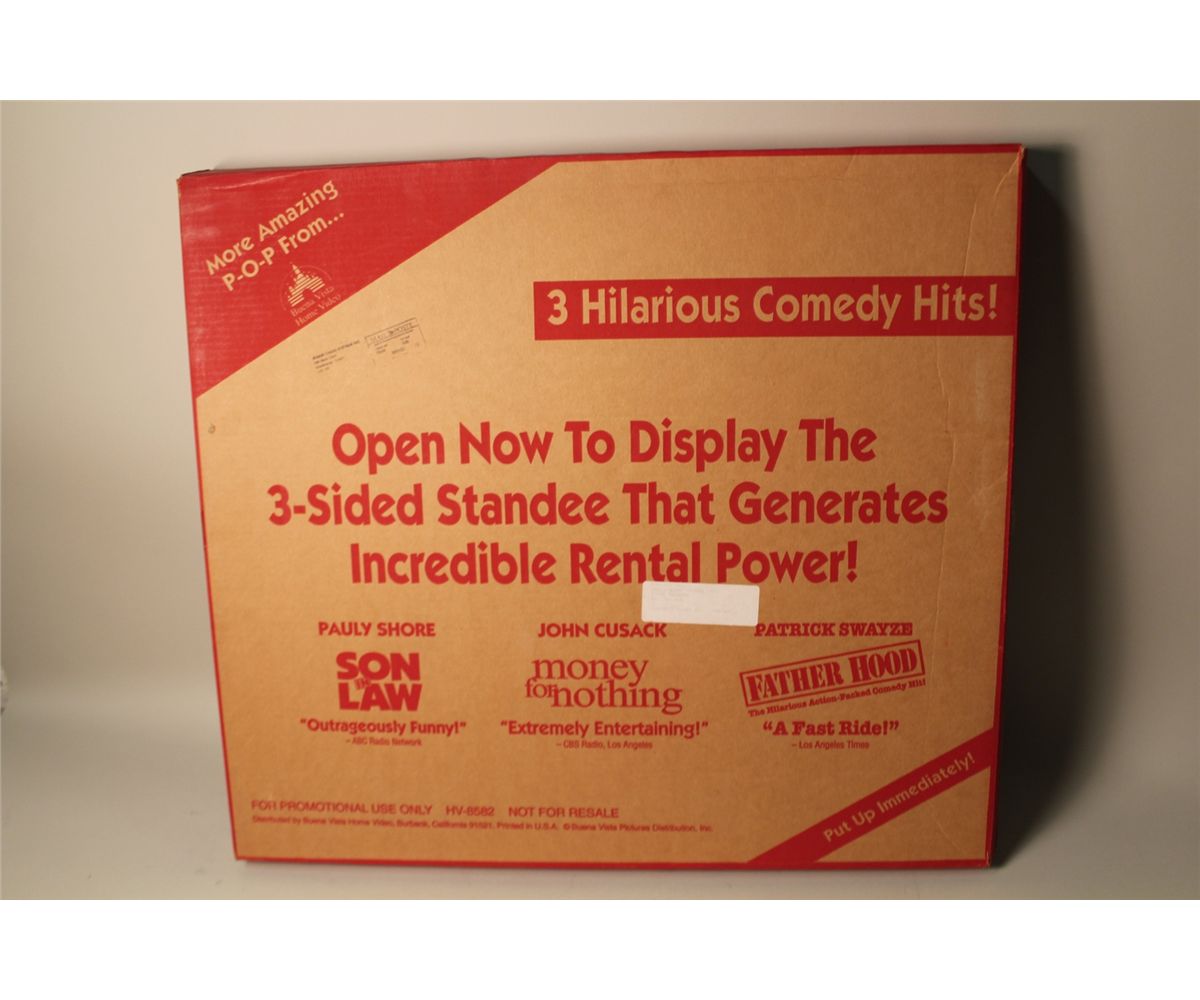 More Amazing
P-O-P From...
Buena Vista
Home Video
3 Hilarious Comedy Hits!
Open Now To Display The
3-Sided Standee That Generates
Incredible Rental Power!
PAULY SHORE
SON
IN
LAW
"Outrageously Funny!"
– ABC Radio Network
JOHN CUSACK
money
for nothing
"Extremely Entertaining!"
– CBS Radio, Los Angeles
PATRICK SWAYZE
FATHER HOOD
The Hilarious Action-Packed Comedy Hit!
"A Fast Ride!"
– Los Angeles Times
Put Up Immediately!
FOR PROMOTIONAL USE ONLY HV-8582 NOT FOR RESALE
Distributed by Buena Vista Home Video, Burbank, California 91521. Printed in U.S.A. © Buena Vista Pictures Distribution, Inc.